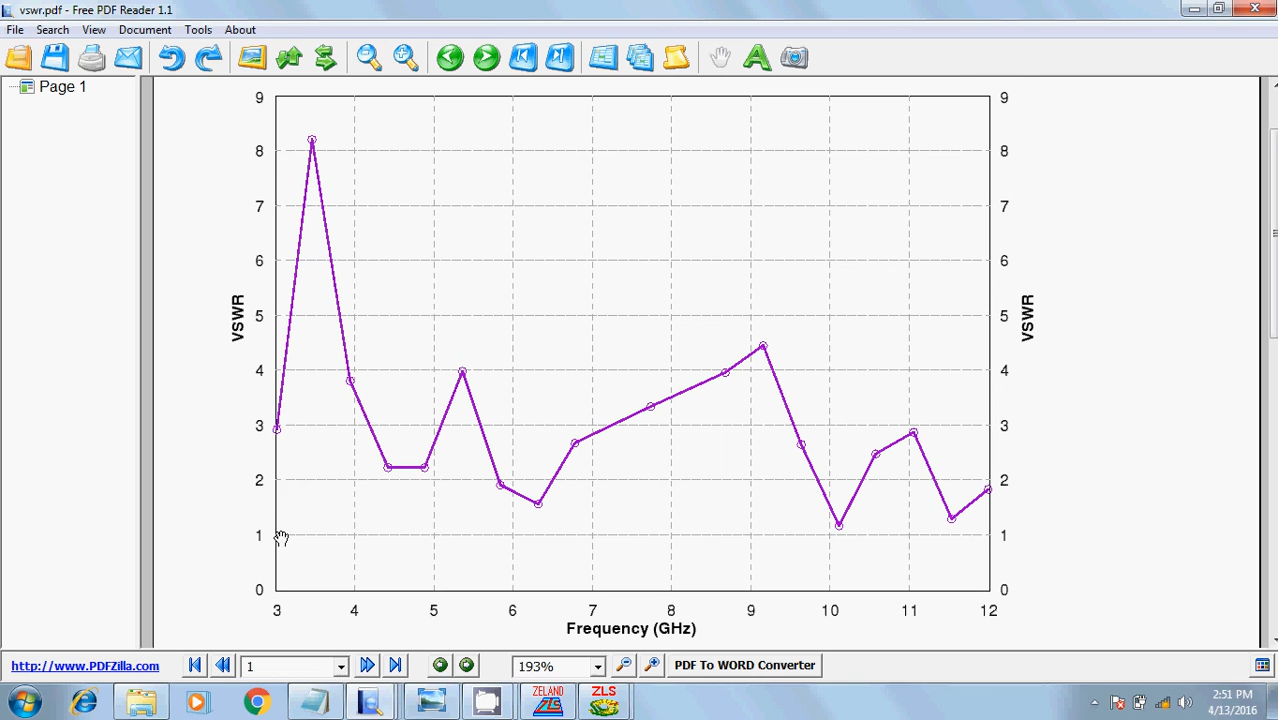 vswr.pdf - Free PDF Reader 1.1
File Search View Document Tools About
Page 1
9 9
8 8
7 7
6 6
5 5
4 4
3 3
2 2
1 1
0 0
VSWR
VSWR
3 4 5 6 7 8 9 10 11 12
Frequency (GHz)
http://www.PDFZilla.com 1 193% PDF To WORD Converter
ZELAND ZLS
2:51 PM
4/13/2016